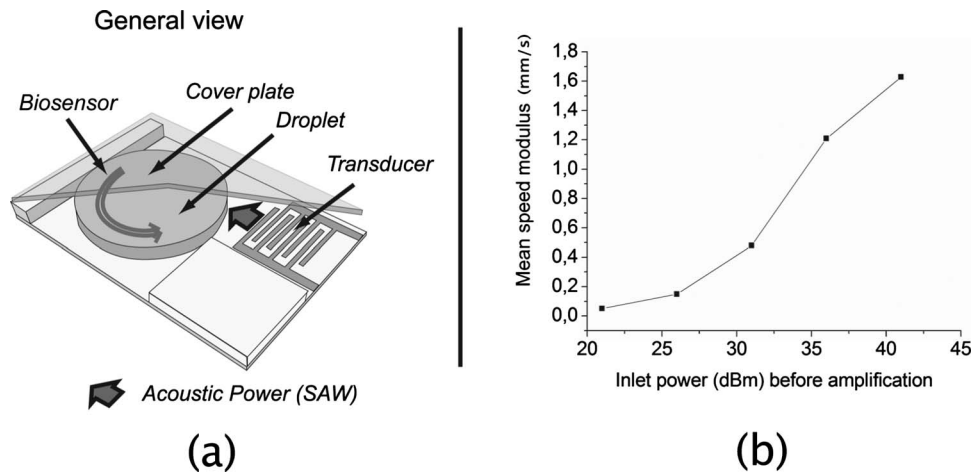 General view
Biosensor
Cover plate
Droplet
Transducer
Acoustic Power (SAW)
(a)
Mean speed modulus (mm/s)
1,8
1,6
1,4
1,2
1,0
0,8
0,6
0,4
0,2
0,0
20
25
30
35
40
45
Inlet power (dBm) before amplification
(b)